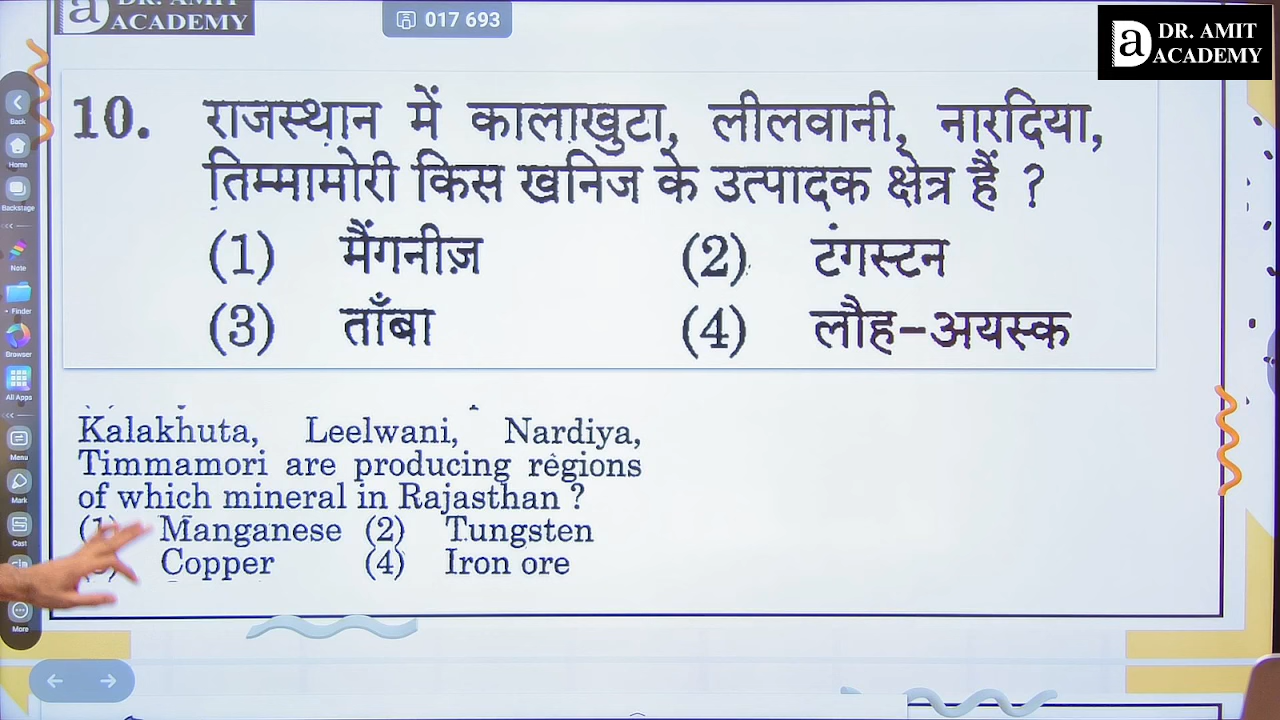 DR. AMIT
ACADEMY
017 693
DR. AMIT
ACADEMY
10. राजस्थान में कालाखुटा, लीलवानी, नारदिया,
तिम्मामोरी किस खनिज के उत्पादक क्षेत्र हैं ?
(1) मैंगनीज़ (2) टंगस्टन
(3) ताँबा (4) लौह-अयस्क
Kalakhuta, Leelwani, Nardiya,
Timmamori are producing regions
of which mineral in Rajasthan ?
(1) Manganese (2) Tungsten
Copper (4) Iron ore
Back
Home
Backstage
Note
Finder
Browser
All Apps
Menu
Mark
Cast
More